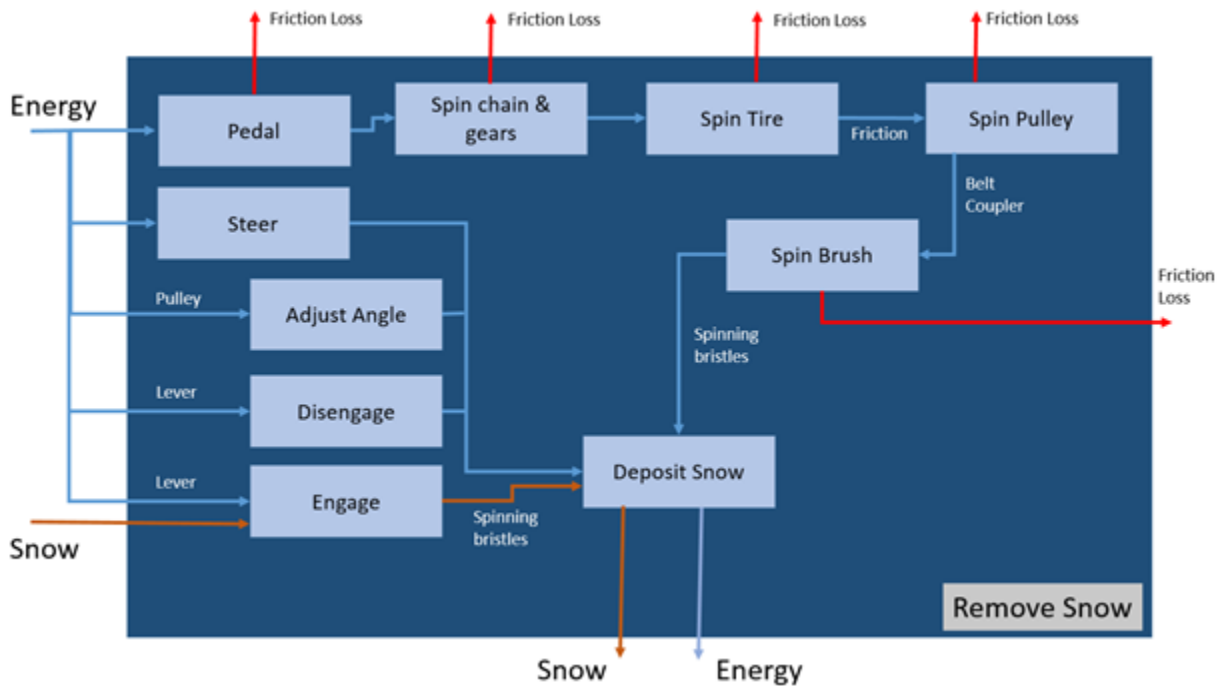 Friction Loss
Friction Loss
Friction Loss
Friction Loss
Energy
Pedal
Spin chain &
gears
Spin Tire
Friction
Spin Pulley
Steer
Belt
Coupler
Spin Brush
Friction
Loss
Pulley
Adjust Angle
Spinning
bristles
Lever
Disengage
Deposit Snow
Lever
Engage
Spinning
bristles
Snow
Remove Snow
Snow
Energy